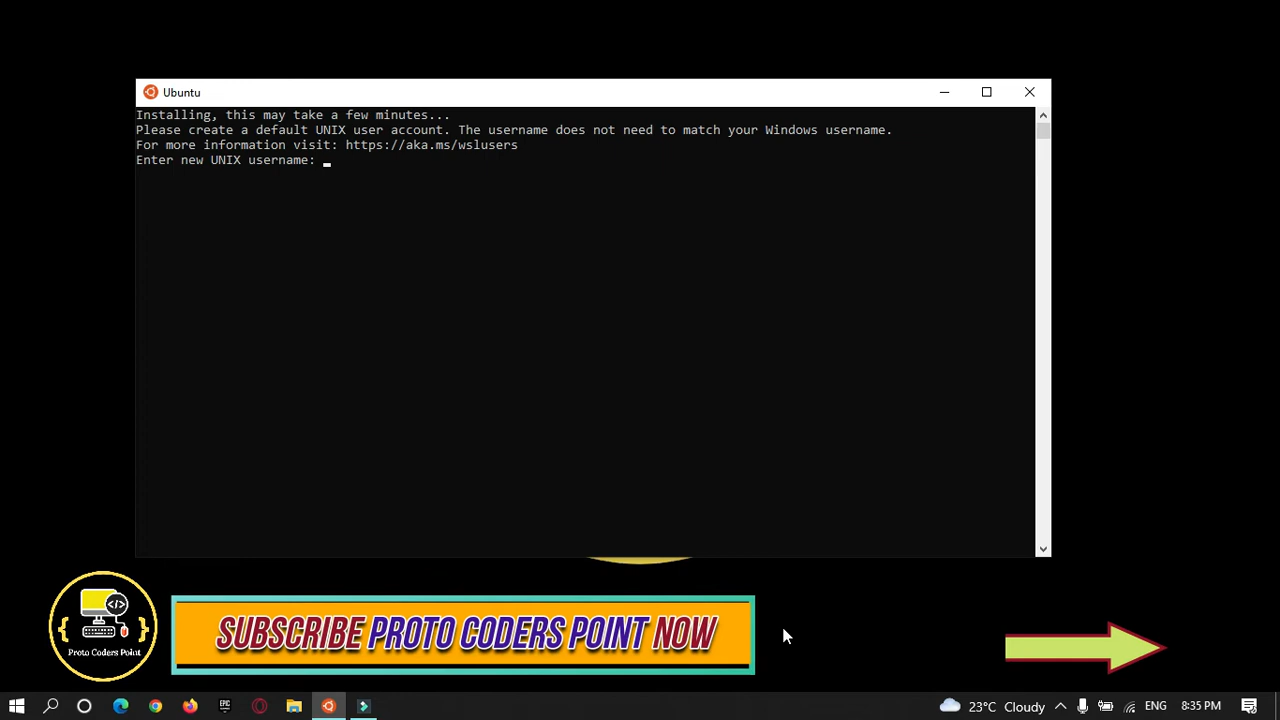 Ubuntu
Installing, this may take a few minutes...
Please create a default UNIX user account. The username does not need to match your Windows username.
For more information visit: https://aka.ms/wslusers
Enter new UNIX username:
</>
Proto Coders Point
SUBSCRIBE PROTO CODERS POINT NOW
EPIC
23°C Cloudy
ENG
8:35 PM